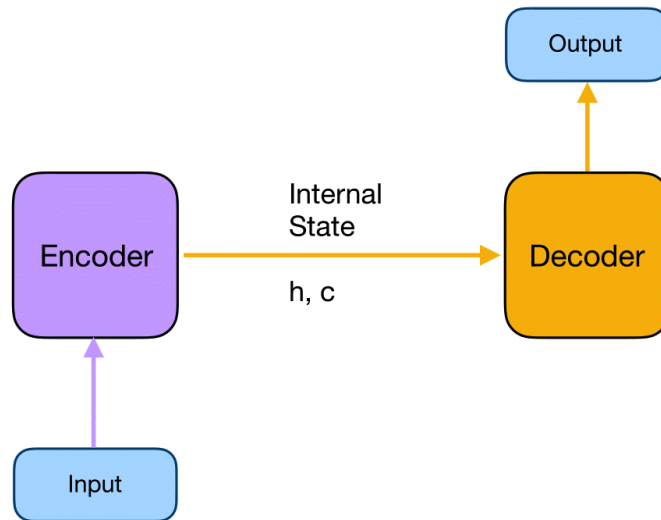 Output
Internal
State
Encoder
Decoder
h, c
Input